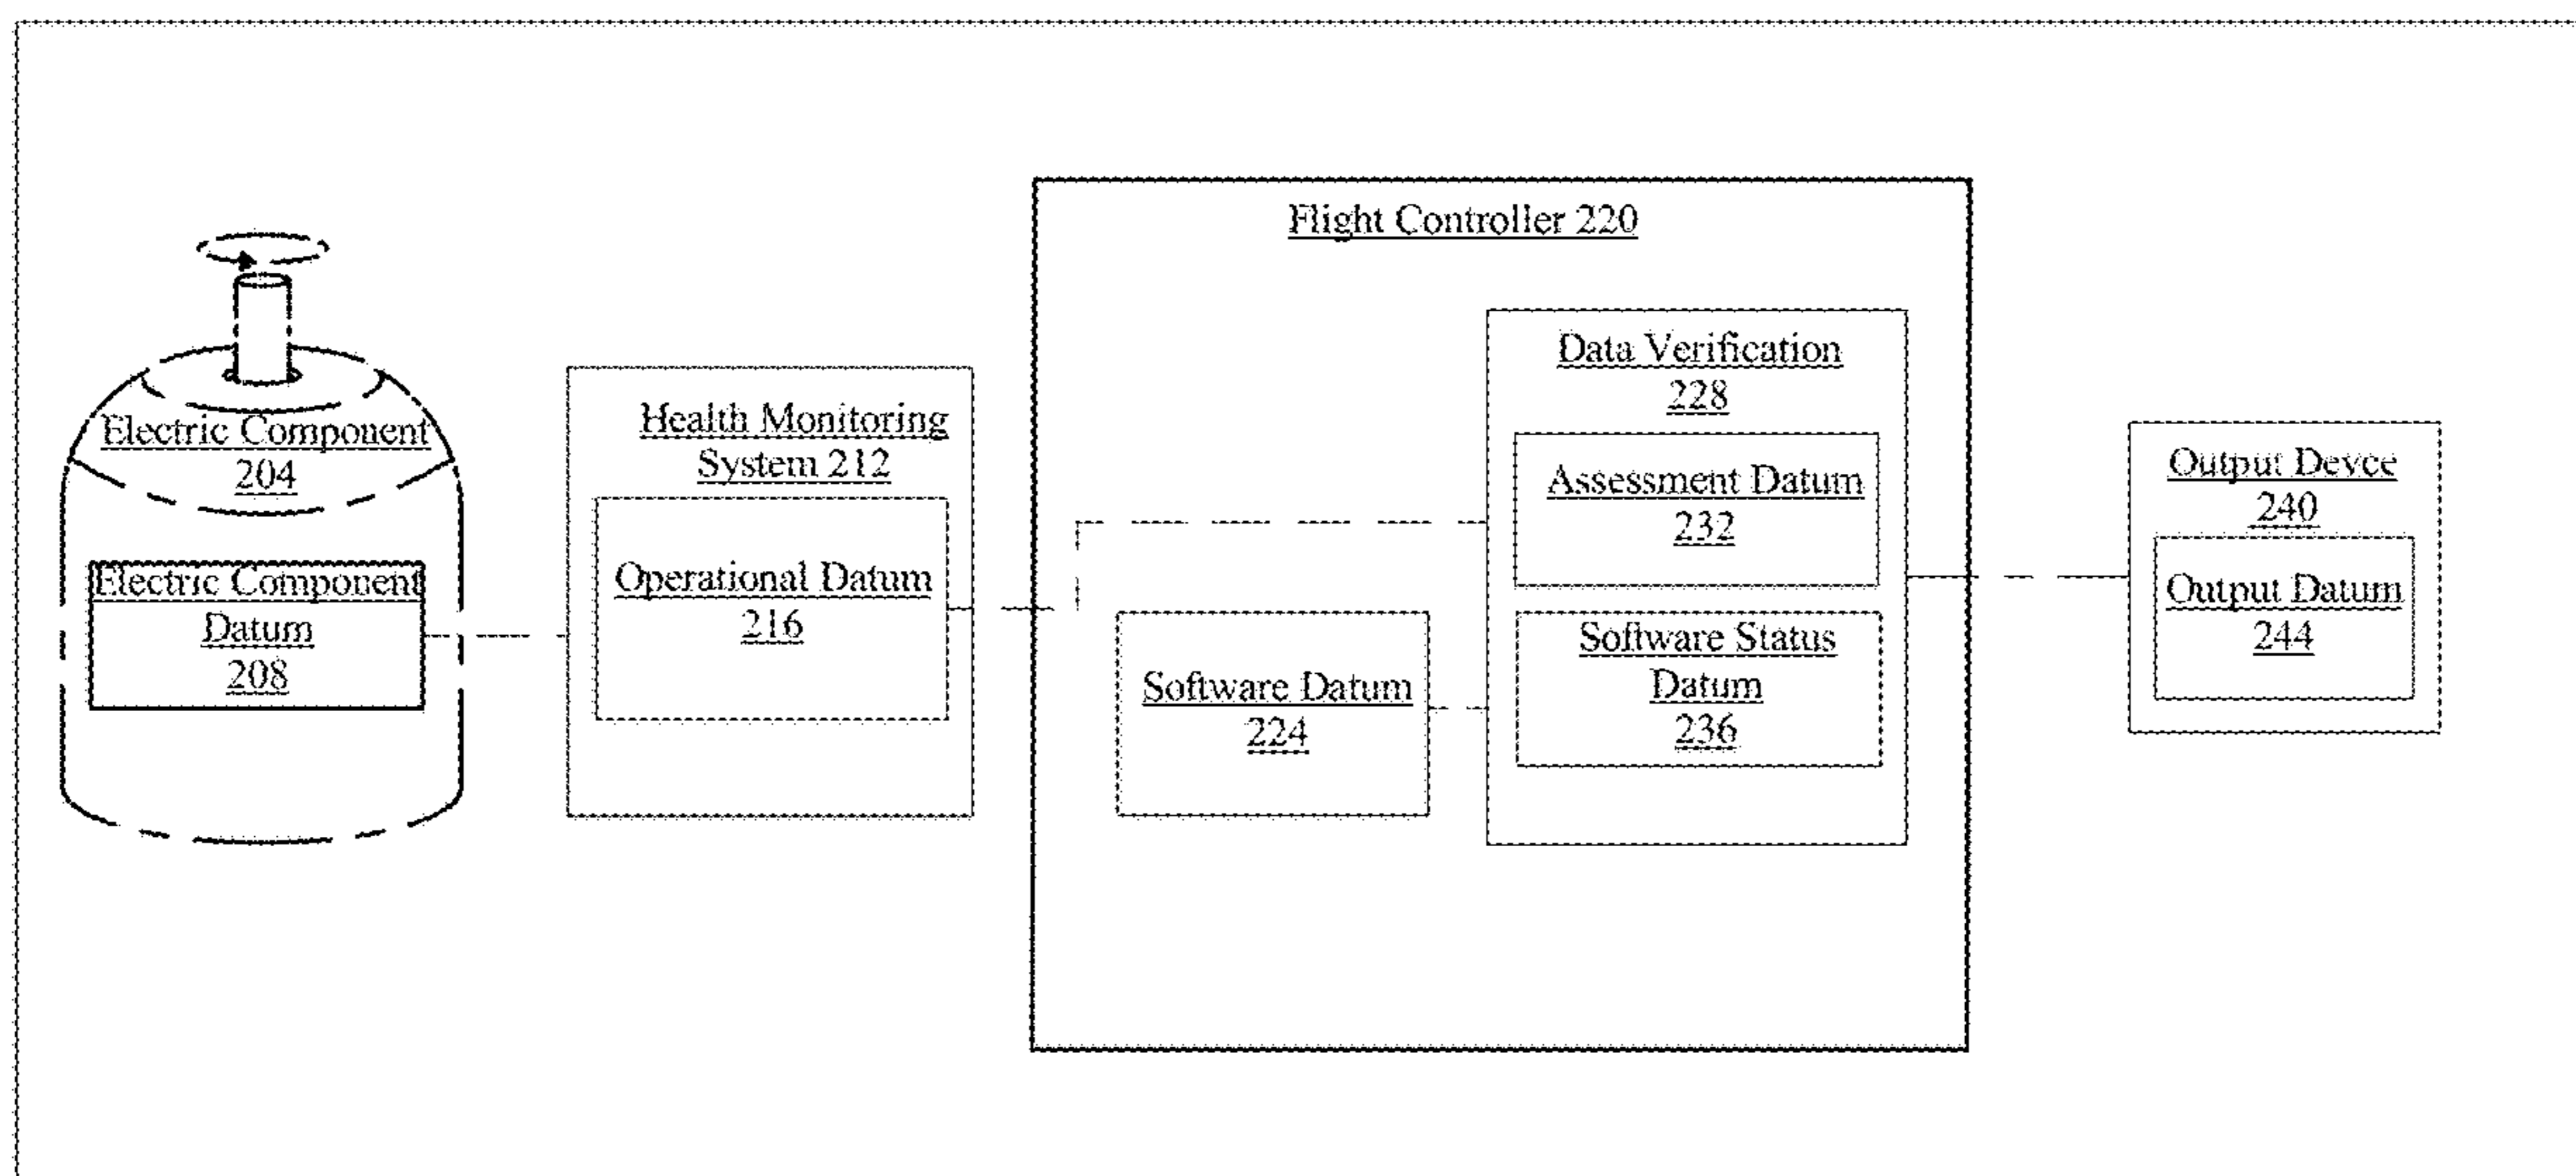 Electric Component
204
Electric Component
Datum
208
Health Monitoring
System 212
Operational Datum
216
Flight Controller 220
Software Datum
224
Data Verification
228
Assessment Datum
232
Software Status
Datum
236
Output Devce
240
Output Datum
244